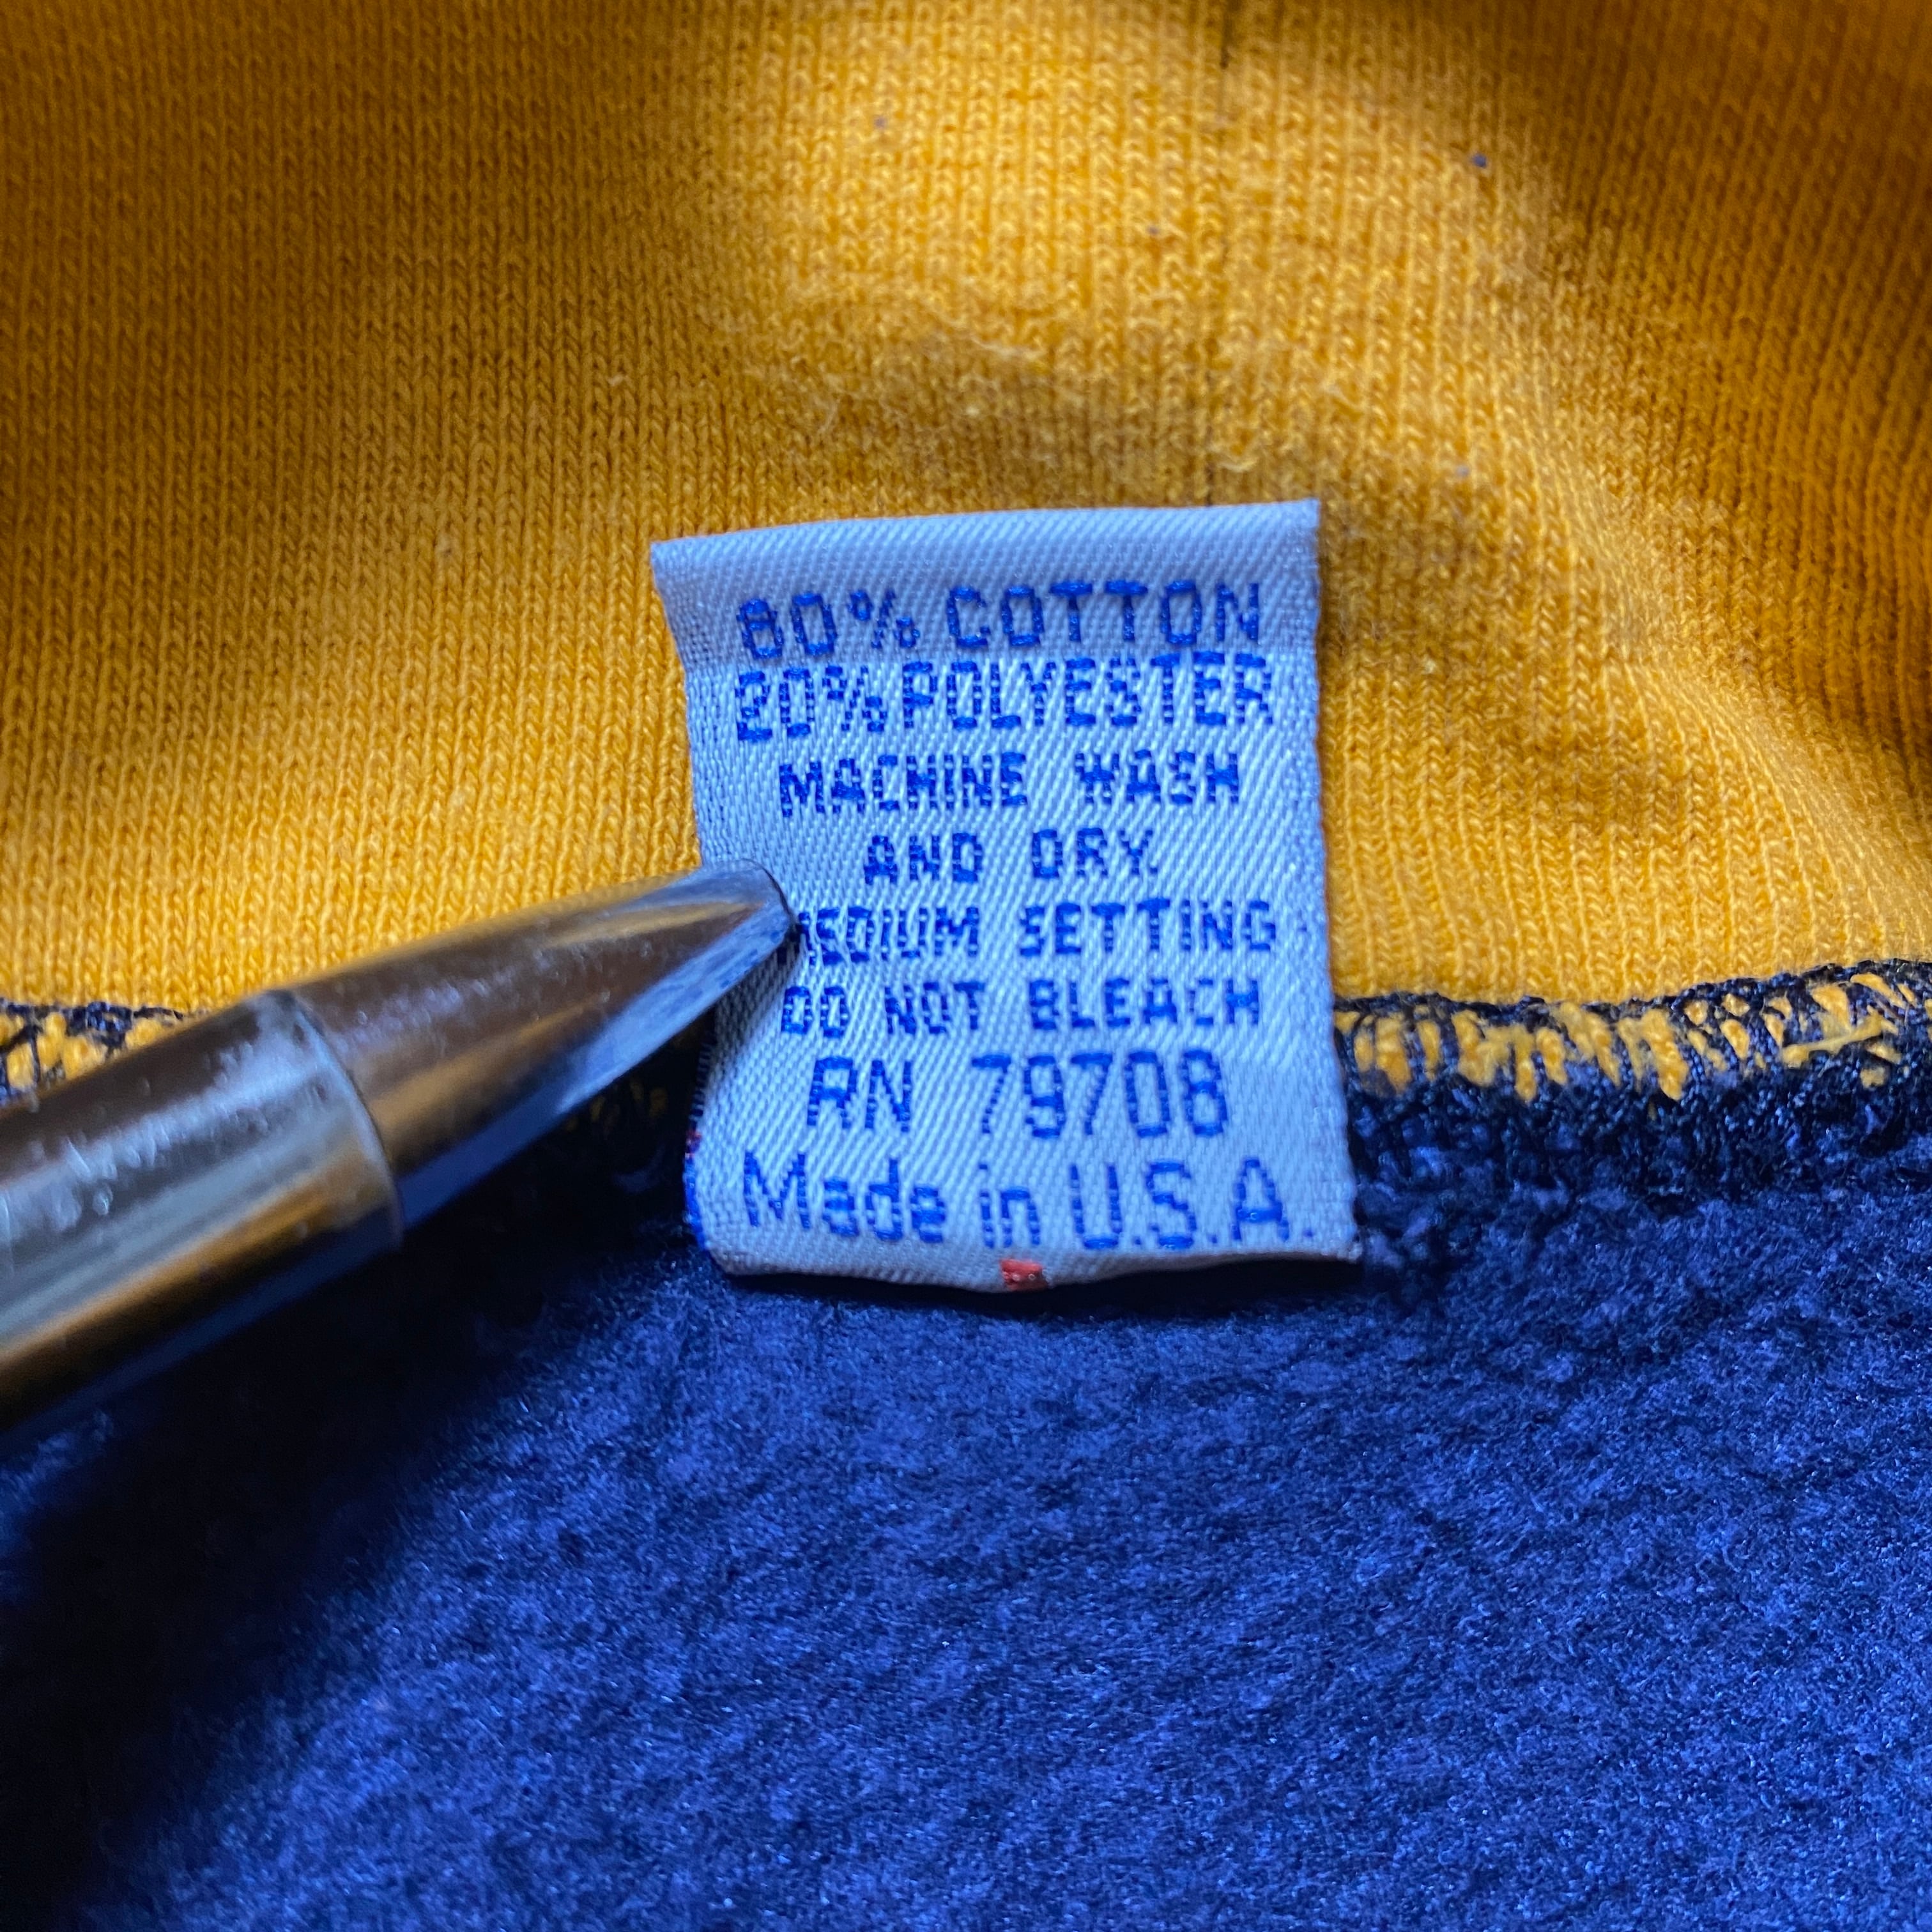 80% COTTON
20% POLYESTER
MACHINE WASH
AND DRY.
MEDIUM SETTING
DO NOT BLEACH
RN 79708
Made in U.S.A.